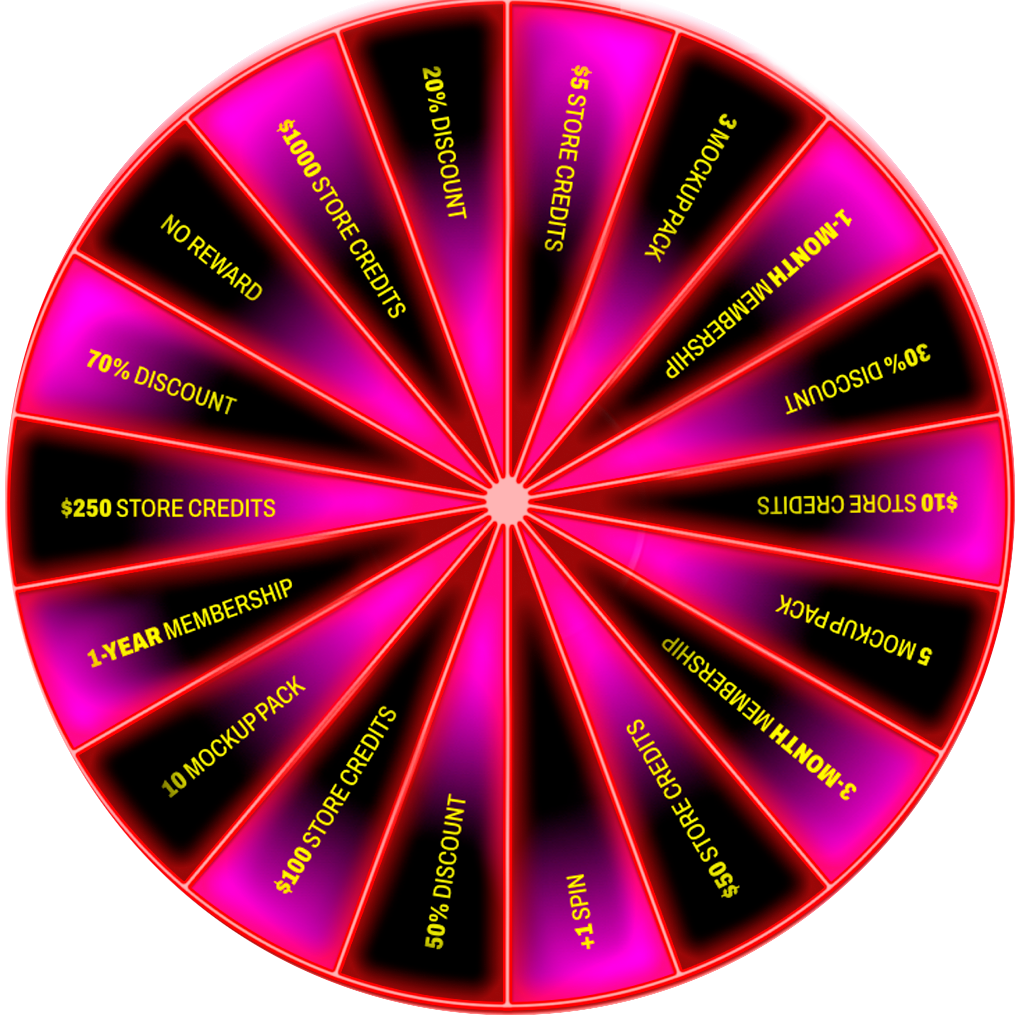 $5 STORE CREDITS
3 MOCKUP PACK
1-MONTH MEMBERSHIP
30% DISCOUNT
$10 STORE CREDITS
5 MOCKUP PACK
3-MONTH MEMBERSHIP
$50 STORE CREDITS
+1 SPIN
50% DISCOUNT
$100 STORE CREDITS
10 MOCKUP PACK
1-YEAR MEMBERSHIP
$250 STORE CREDITS
70% DISCOUNT
NO REWARD
$1000 STORE CREDITS
20% DISCOUNT